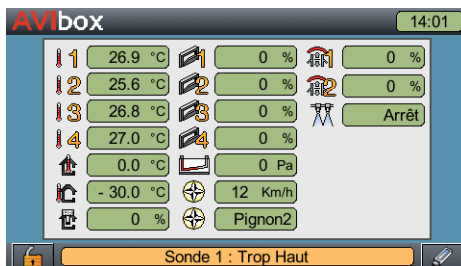 AVIbox 14:01
1 26.9 °C 1 0 % 1 0 %
2 25.6 °C 2 0 % 2 0 %
3 26.8 °C 3 0 % Arrêt
4 27.0 °C 4 0 %
0.0 °C 0 Pa
- 30.0 °C 12 Km/h
0 % Pignon2
Sonde 1 : Trop Haut